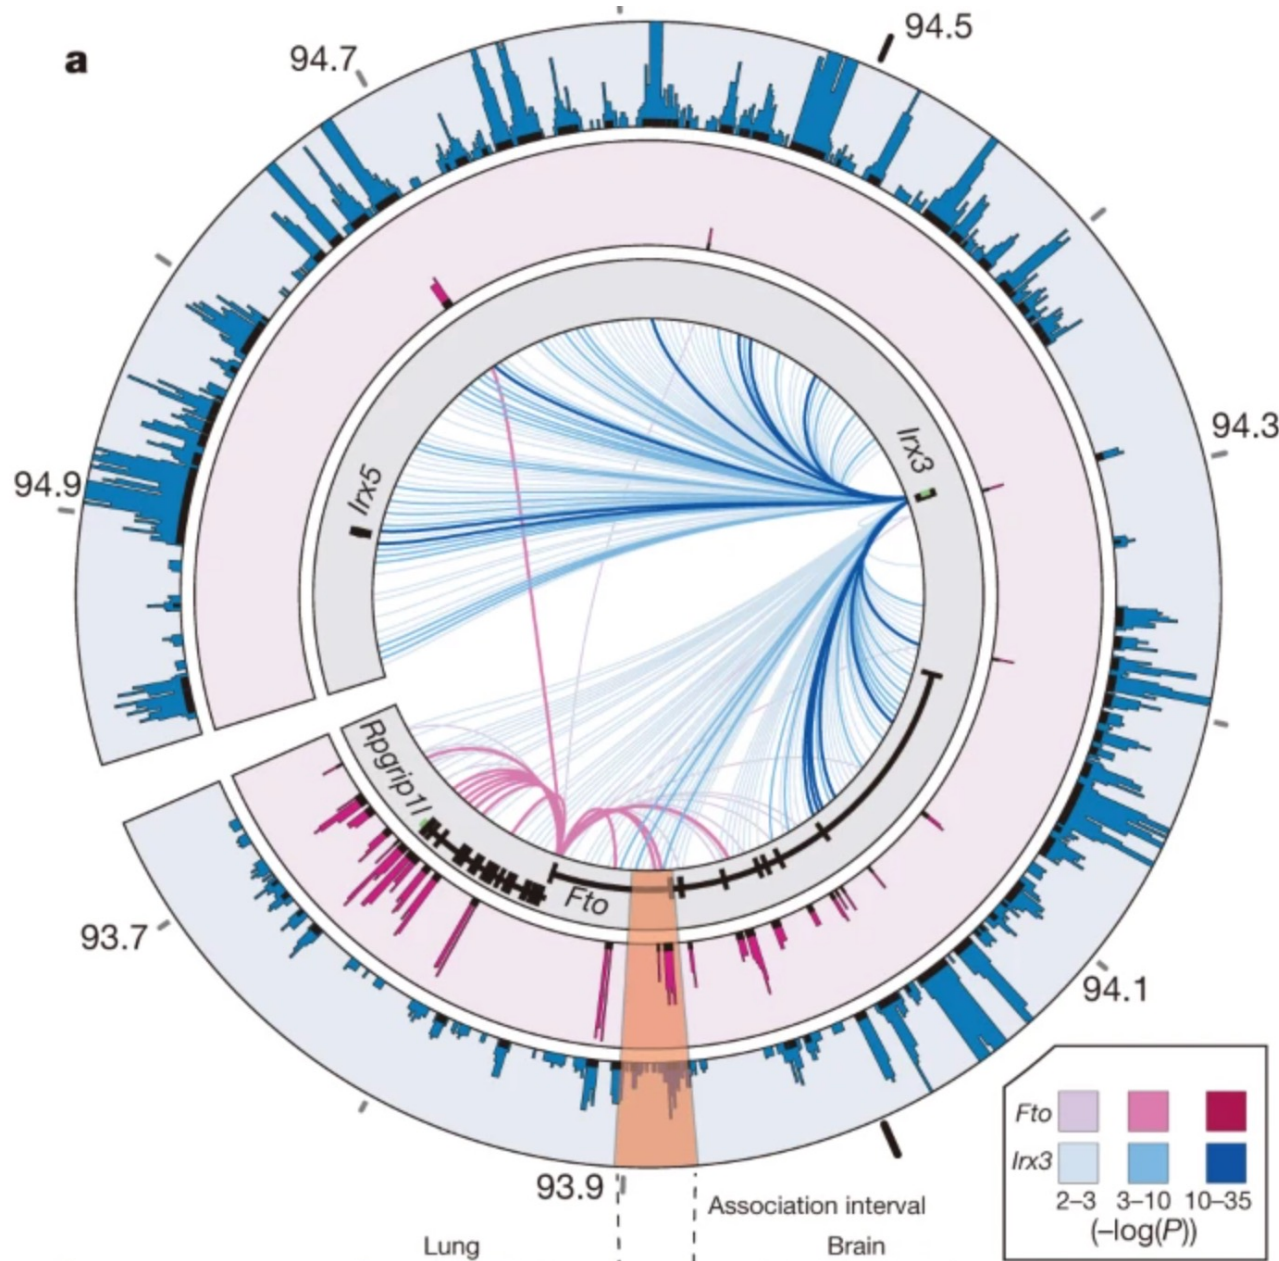 a
94.5
94.7
94.3
94.9
Irx3
Irx5
Rpgrip1l
Fto
93.7
94.1
93.9
Association interval
Lung
Brain
Fto
Irx3
2–3 3–10 10–35
(–log(P))